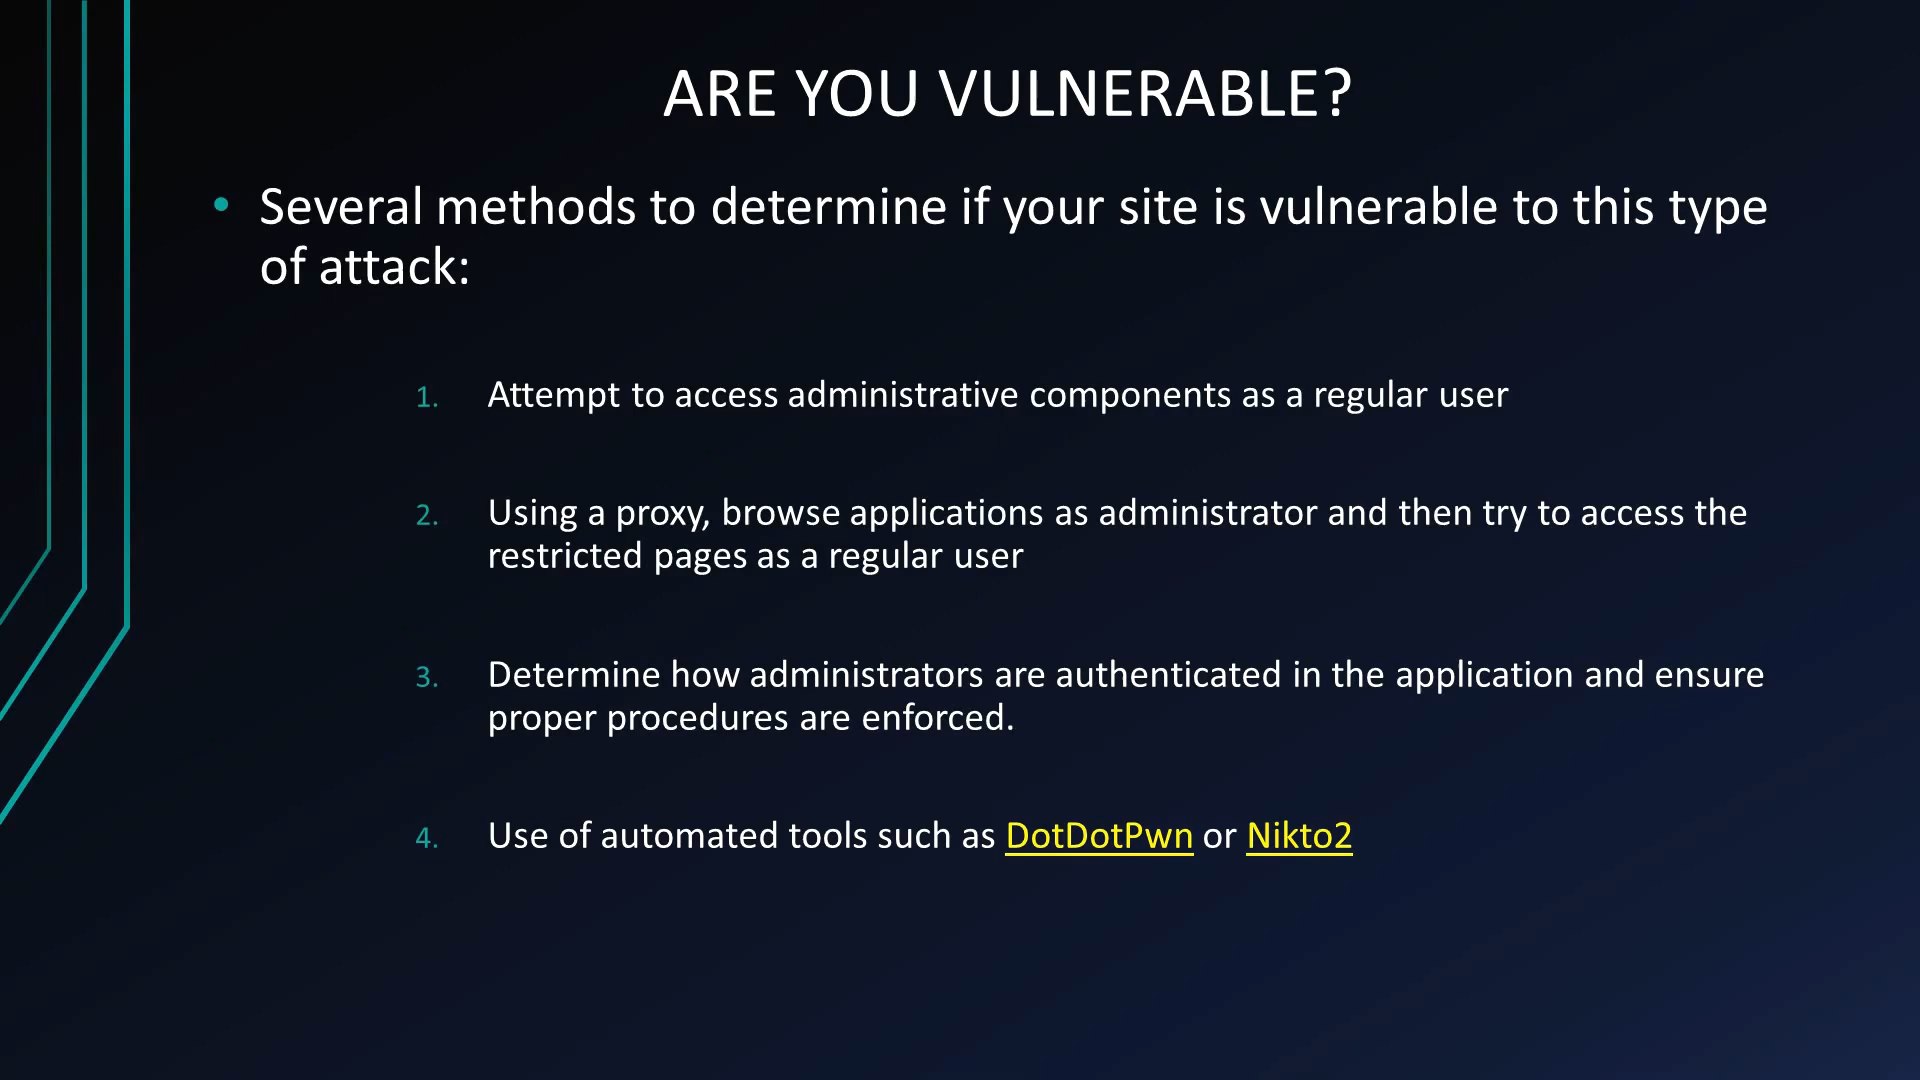 ARE YOU VULNERABLE?
• Several methods to determine if your site is vulnerable to this type
of attack:
1. Attempt to access administrative components as a regular user
2. Using a proxy, browse applications as administrator and then try to access the
restricted pages as a regular user
3. Determine how administrators are authenticated in the application and ensure
proper procedures are enforced.
4. Use of automated tools such as DotDotPwn or Nikto2